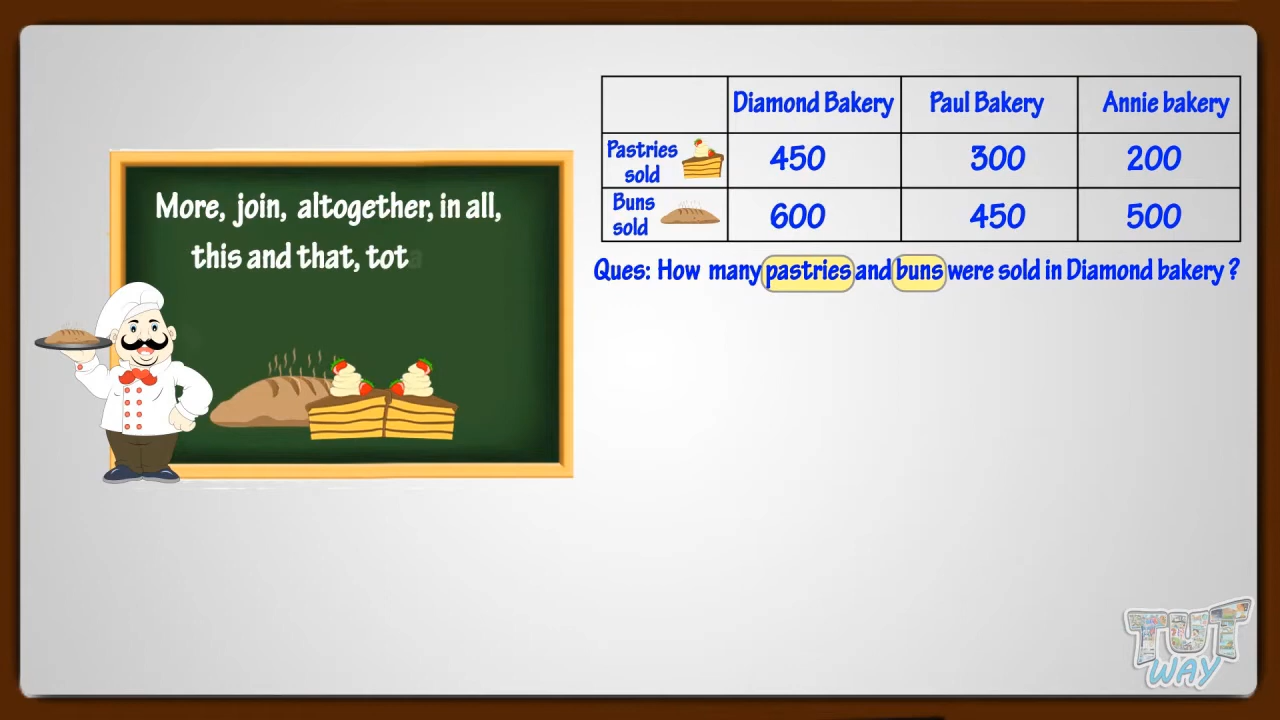 More, join, altogether, in all,
this and that, tota
Diamond Bakery Paul Bakery Annie bakery
Pastries
sold
450 300 200
Buns
sold
600 450 500
Ques: How many pastries and buns were sold in Diamond bakery ?
TUT
WAY